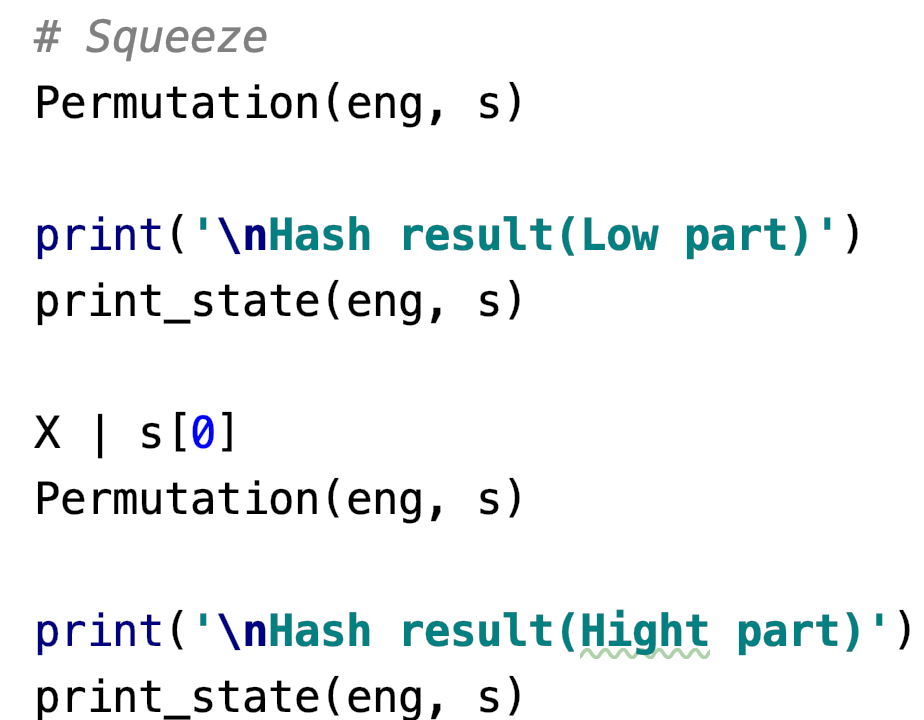 # Squeeze
Permutation(eng, s)
print('\nHash result(Low part)')
print_state(eng, s)
X | s[0]
Permutation(eng, s)
print('\nHash result(Hight part)')
print_state(eng, s)